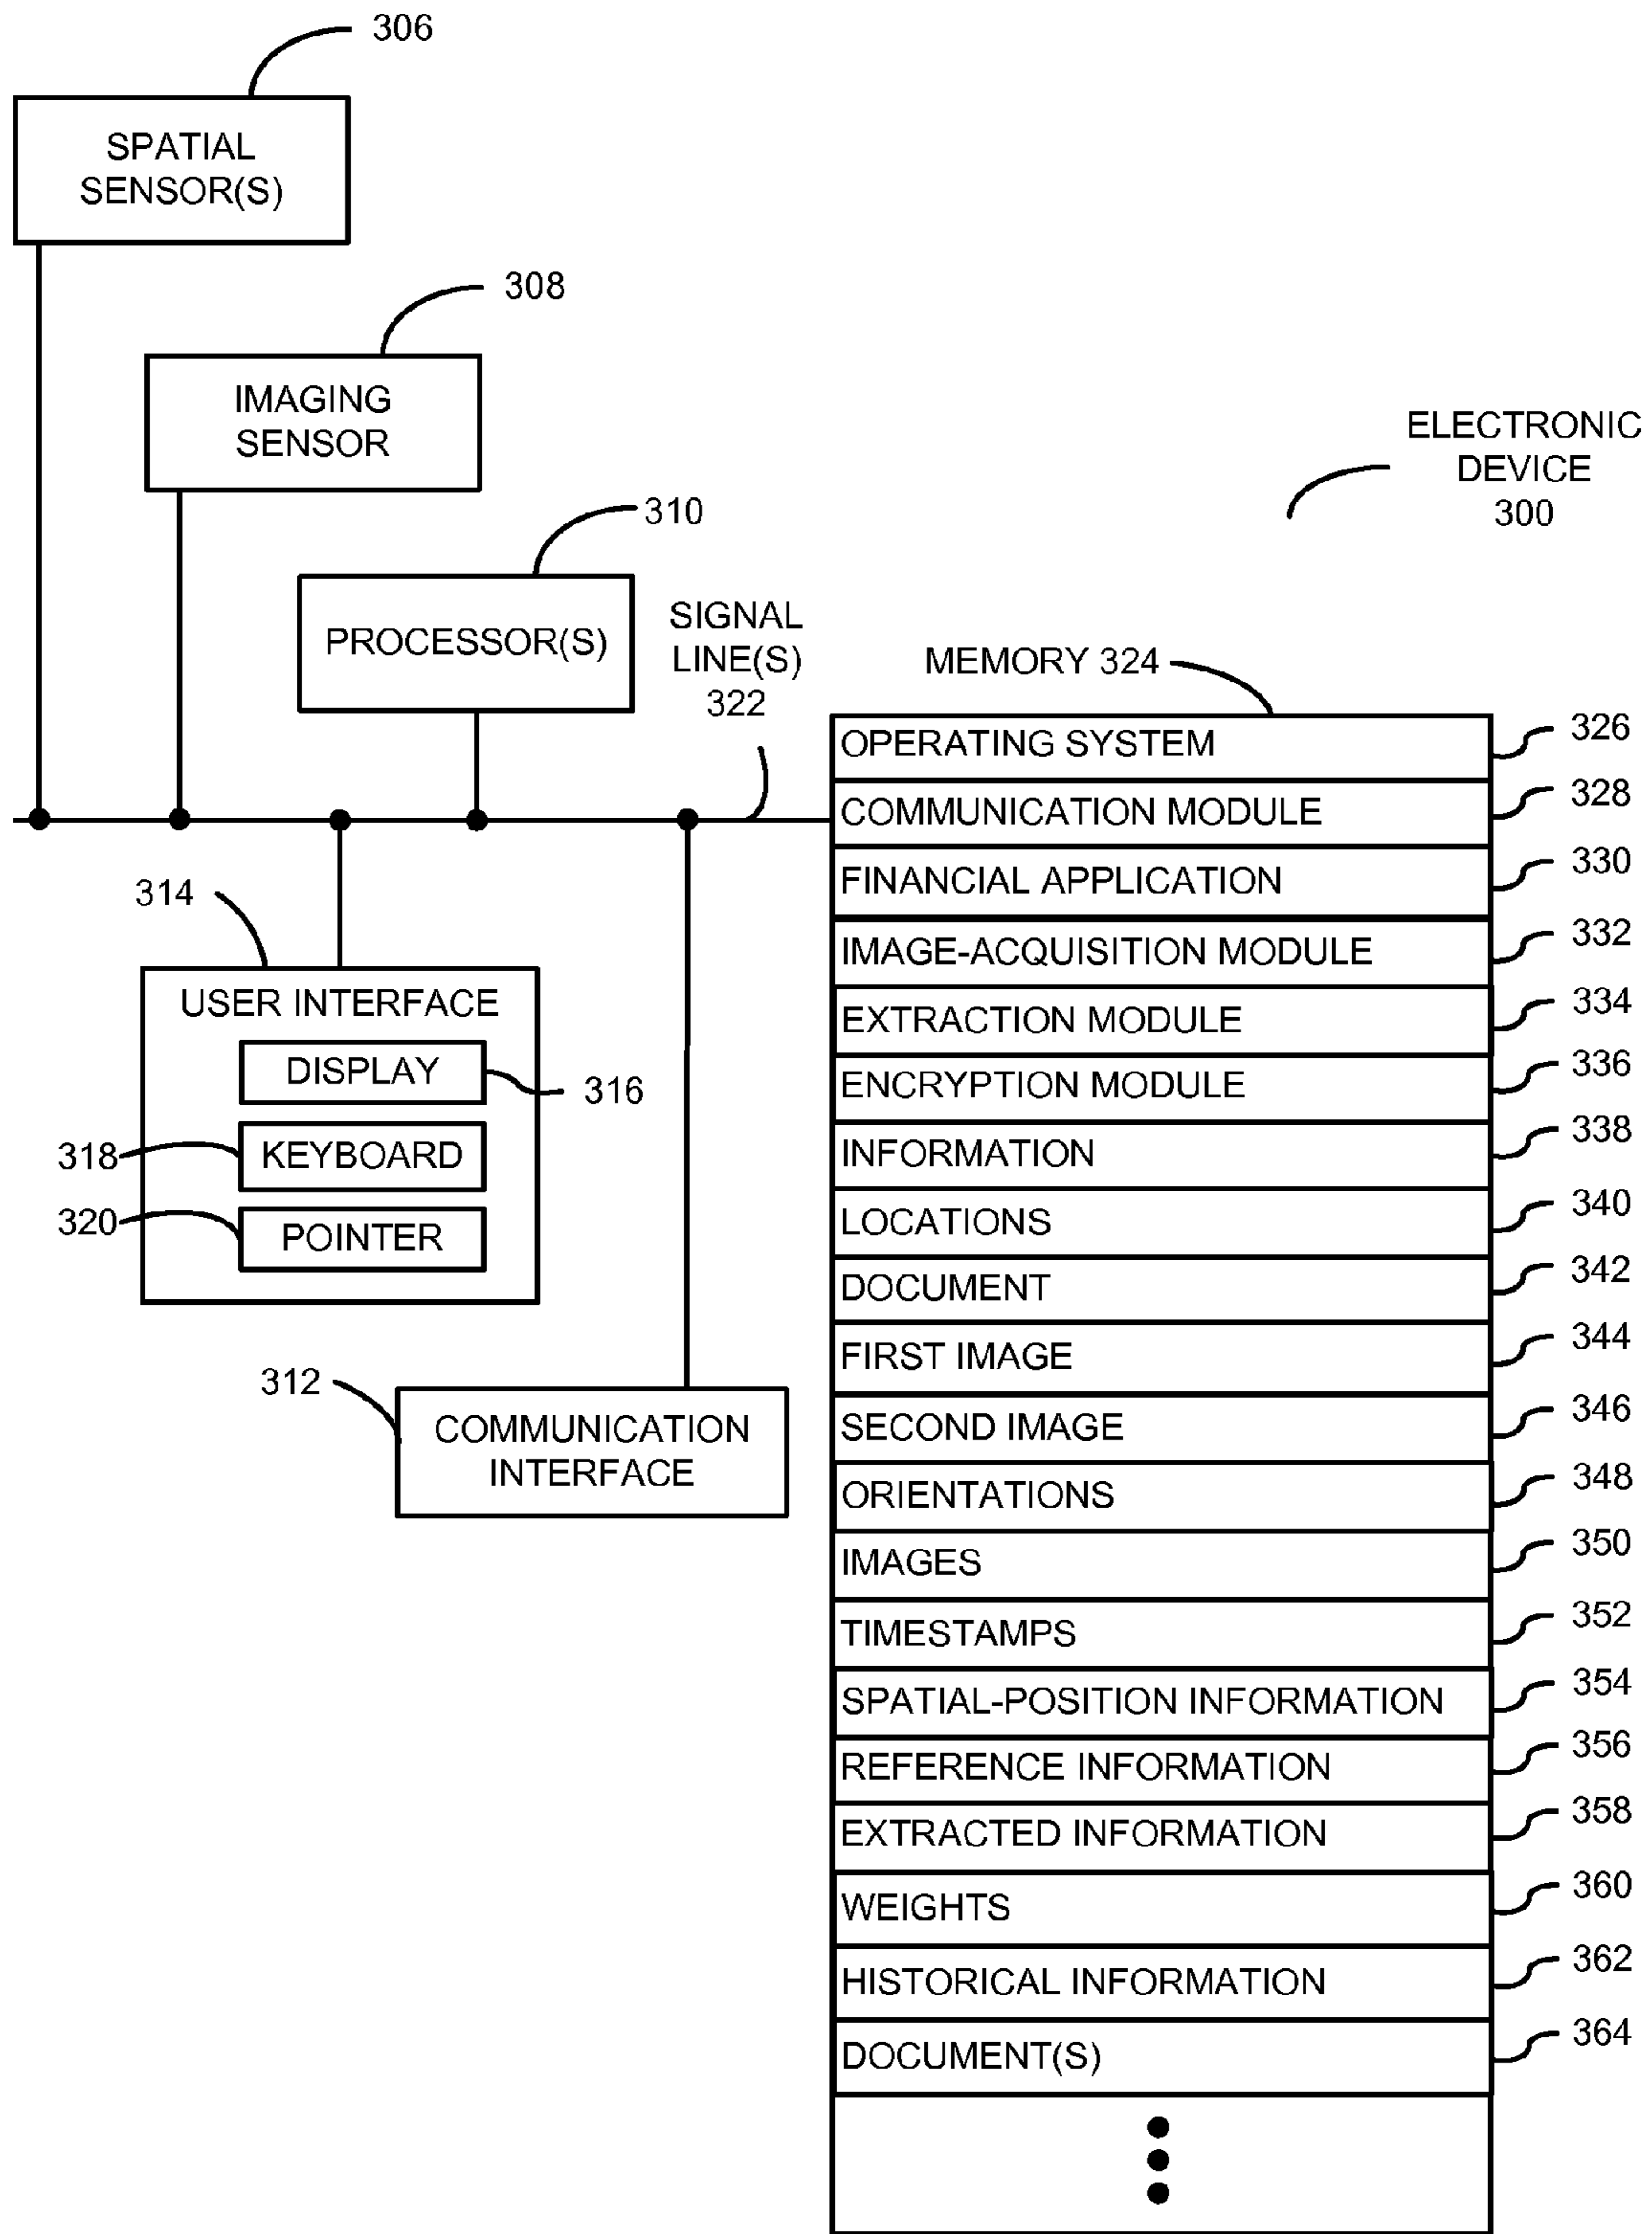 306
SPATIAL
SENSOR(S)
308
IMAGING
SENSOR
ELECTRONIC
DEVICE
300
310
PROCESSOR(S)
SIGNAL
LINE(S)
322
MEMORY 324
OPERATING SYSTEM
326
COMMUNICATION MODULE
328
FINANCIAL APPLICATION
330
IMAGE-ACQUISITION MODULE
332
EXTRACTION MODULE
334
ENCRYPTION MODULE
336
INFORMATION
338
LOCATIONS
340
DOCUMENT
342
FIRST IMAGE
344
SECOND IMAGE
346
ORIENTATIONS
348
IMAGES
350
TIMESTAMPS
352
SPATIAL-POSITION INFORMATION
354
REFERENCE INFORMATION
356
EXTRACTED INFORMATION
358
WEIGHTS
360
HISTORICAL INFORMATION
362
DOCUMENT(S)
364
314
USER INTERFACE
DISPLAY
316
318
KEYBOARD
320
POINTER
312
COMMUNICATION
INTERFACE